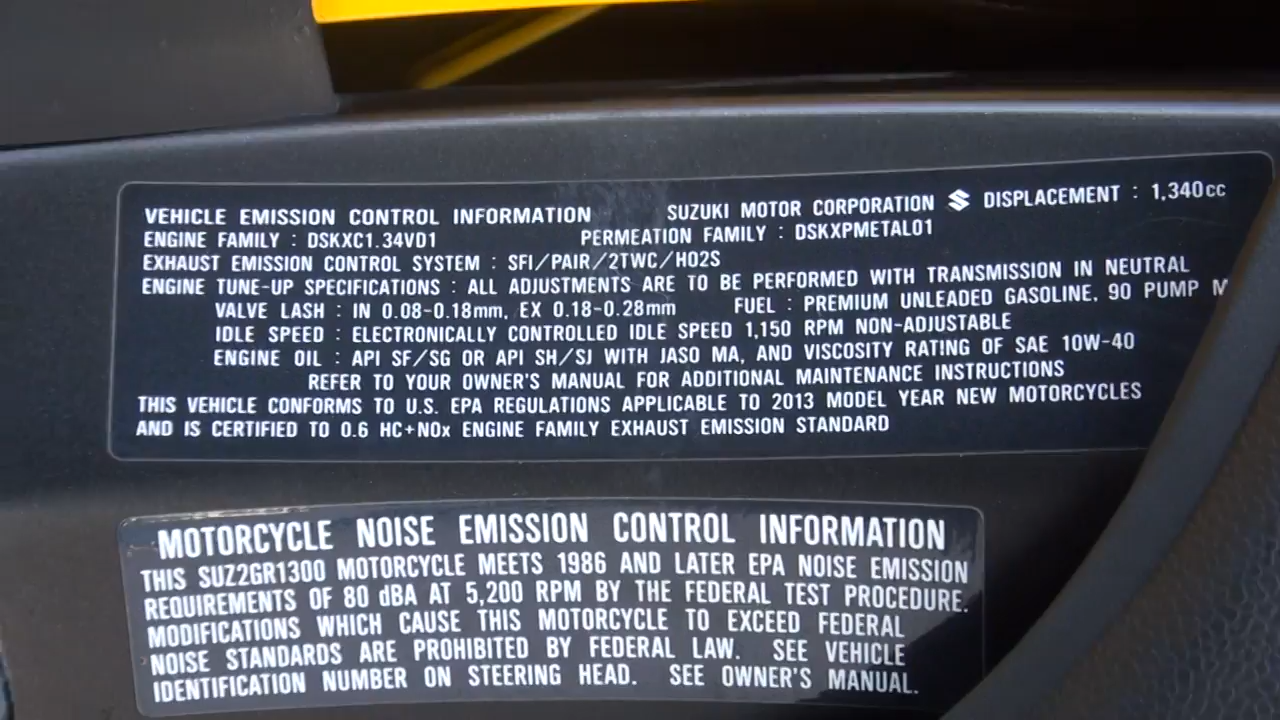 VEHICLE EMISSION CONTROL INFORMATION SUZUKI MOTOR CORPORATION DISPLACEMENT : 1,340cc
ENGINE FAMILY : DSKXC1.34VD1 PERMEATION FAMILY : DSKXPMETAL01
EXHAUST EMISSION CONTROL SYSTEM : SFI/PAIR/2TWC/HO2S
ENGINE TUNE-UP SPECIFICATIONS : ALL ADJUSTMENTS ARE TO BE PERFORMED WITH TRANSMISSION IN NEUTRAL
VALVE LASH : IN 0.08-0.18mm, EX 0.18-0.28mm FUEL : PREMIUM UNLEADED GASOLINE. 90 PUMP
IDLE SPEED : ELECTRONICALLY CONTROLLED IDLE SPEED 1,150 RPM NON-ADJUSTABLE
ENGINE OIL : API SF/SG OR API SH/SJ WITH JASO MA, AND VISCOSITY RATING OF SAE 10W-40
REFER TO YOUR OWNER'S MANUAL FOR ADDITIONAL MAINTENANCE INSTRUCTIONS
THIS VEHICLE CONFORMS TO U.S. EPA REGULATIONS APPLICABLE TO 2013 MODEL YEAR NEW MOTORCYCLES
AND IS CERTIFIED TO 0.6 HC+NOx ENGINE FAMILY EXHAUST EMISSION STANDARD
MOTORCYCLE NOISE EMISSION CONTROL INFORMATION
THIS SUZ2GR1300 MOTORCYCLE MEETS 1986 AND LATER EPA NOISE EMISSION
REQUIREMENTS OF 80 dBA AT 5,200 RPM BY THE FEDERAL TEST PROCEDURE.
MODIFICATIONS WHICH CAUSE THIS MOTORCYCLE TO EXCEED FEDERAL
NOISE STANDARDS ARE PROHIBITED BY FEDERAL LAW. SEE VEHICLE
IDENTIFICATION NUMBER ON STEERING HEAD. SEE OWNER'S MANUAL.